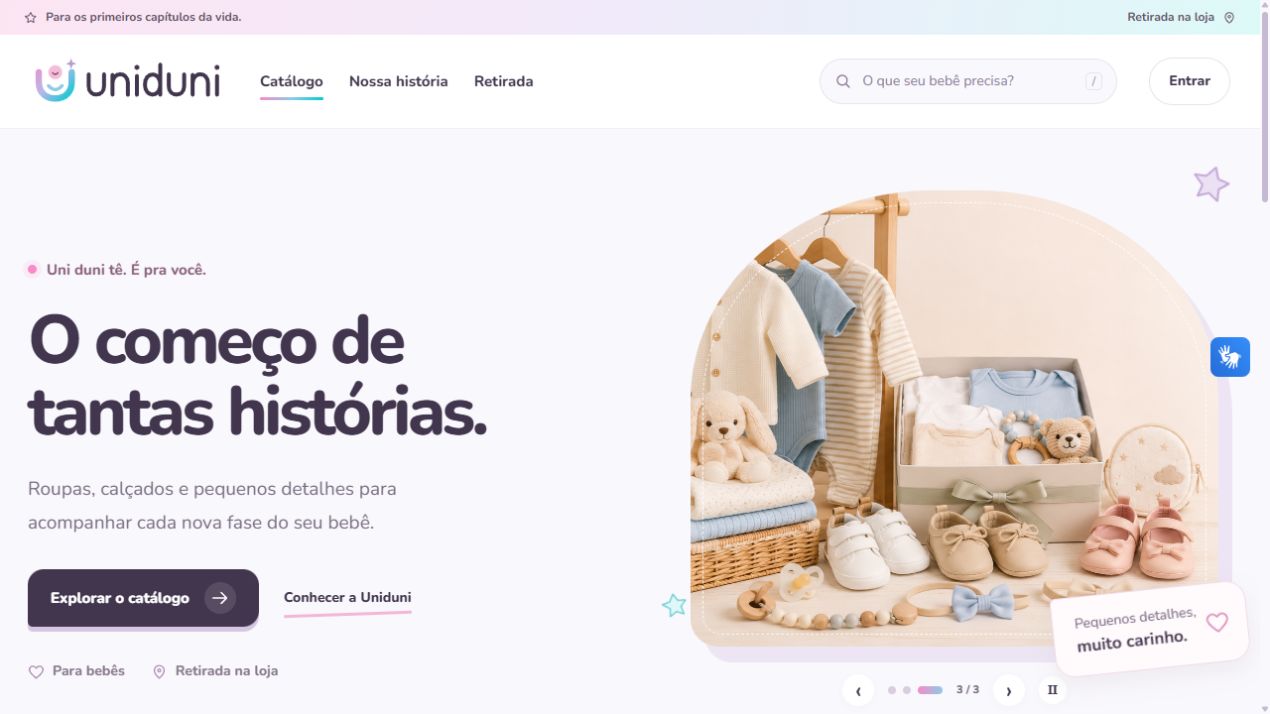 Para os primeiros capítulos da vida.
Retirada na loja
uniduni
Catálogo
Nossa história
Retirada
O que seu bebê precisa?
/
Entrar
Uni duni tê. É pra você.
O começo de
tantas histórias.
Roupas, calçados e pequenos detalhes para
acompanhar cada nova fase do seu bebê.
Explorar o catálogo
Conhecer a Uniduni
Para bebês
Retirada na loja
Pequenos detalhes,
muito carinho.
3 / 3